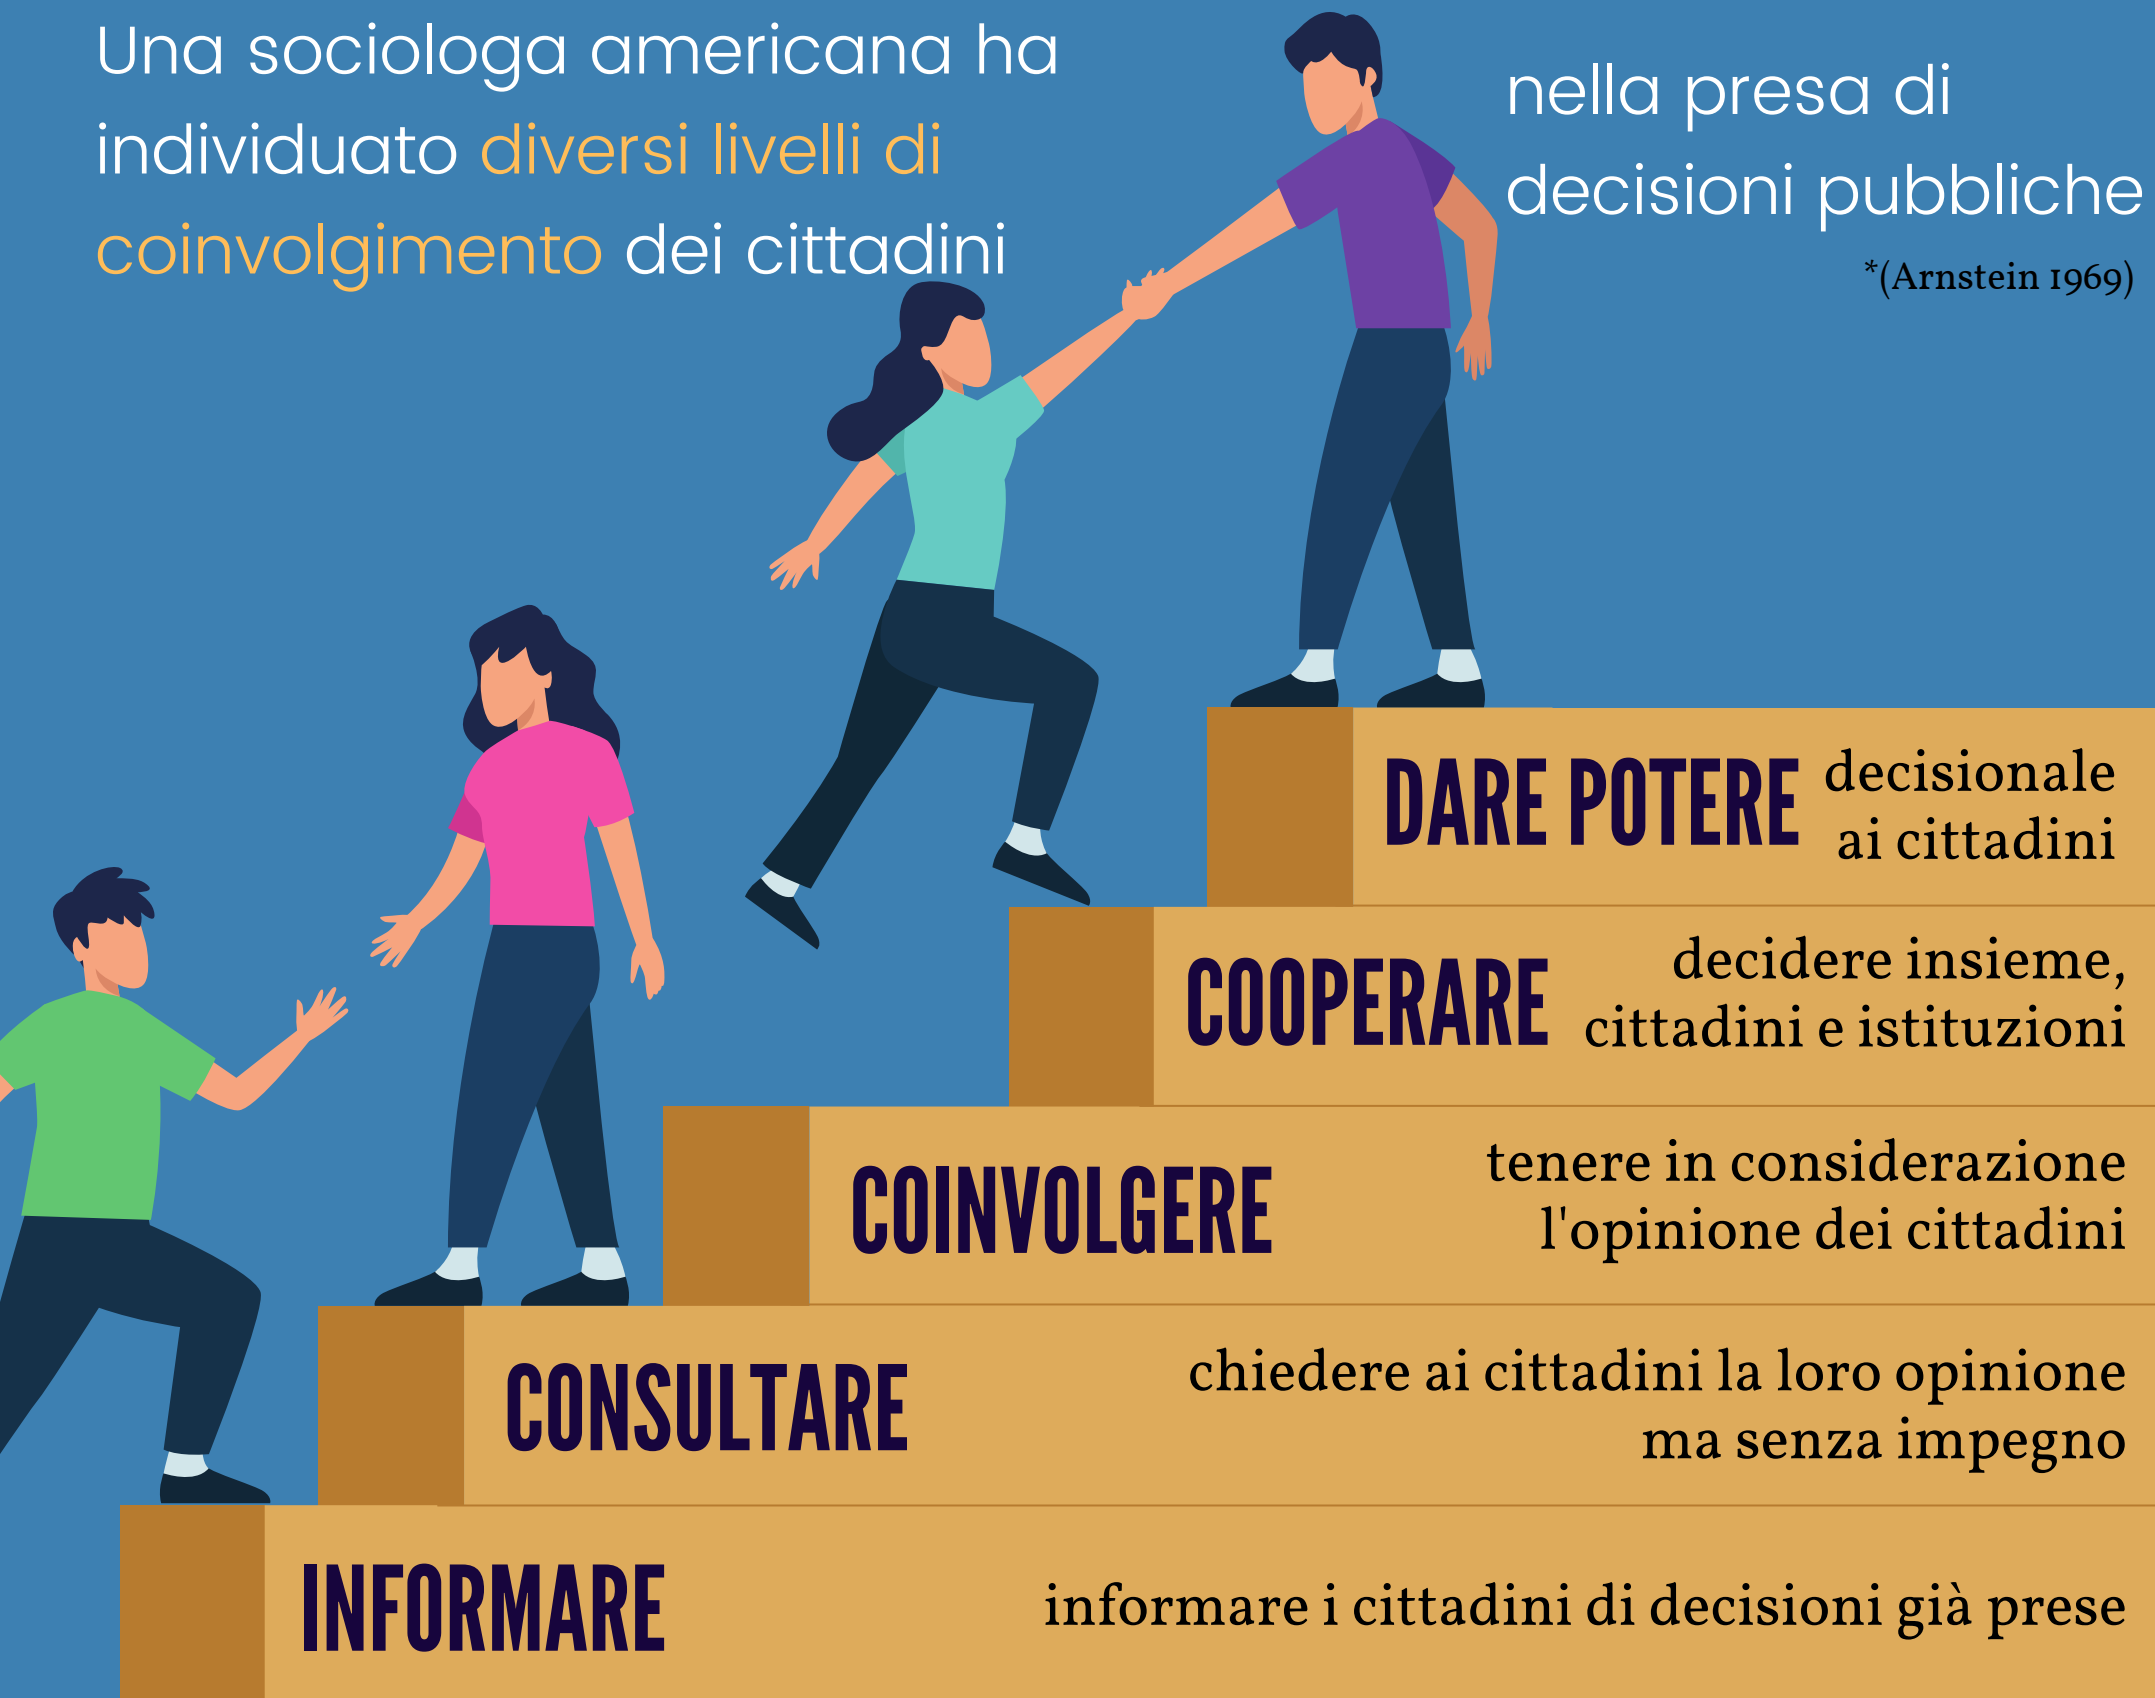 Una sociologa americana ha
individuato diversi livelli di
coinvolgimento dei cittadini
nella presa di
decisioni pubbliche
*(Arnstein 1969)
DARE POTERE
decisionale
ai cittadini
COOPERARE
decidere insieme,
cittadini e istituzioni
COINVOLGERE
tenere in considerazione
l'opinione dei cittadini
CONSULTARE
chiedere ai cittadini la loro opinione
ma senza impegno
INFORMARE
informare i cittadini di decisioni già prese